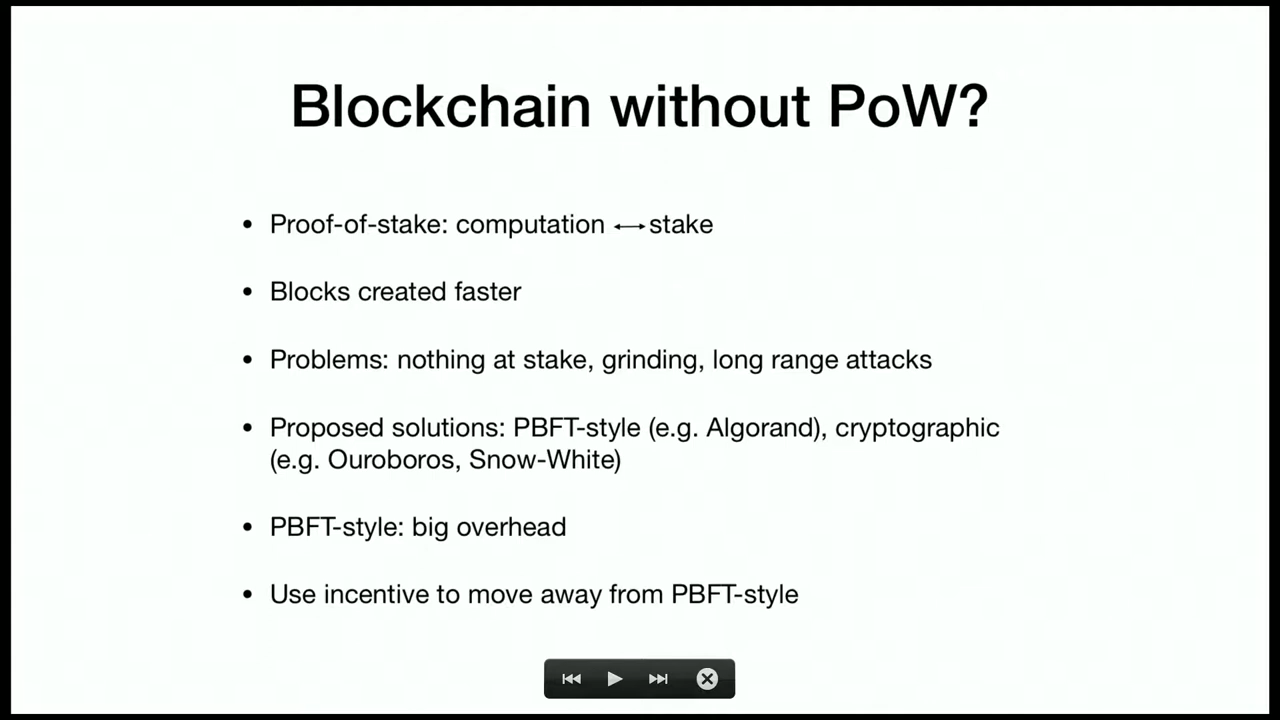 Blockchain without PoW?
• Proof-of-stake: computation ⟷ stake
• Blocks created faster
• Problems: nothing at stake, grinding, long range attacks
• Proposed solutions: PBFT-style (e.g. Algorand), cryptographic
(e.g. Ouroboros, Snow-White)
• PBFT-style: big overhead
• Use incentive to move away from PBFT-style